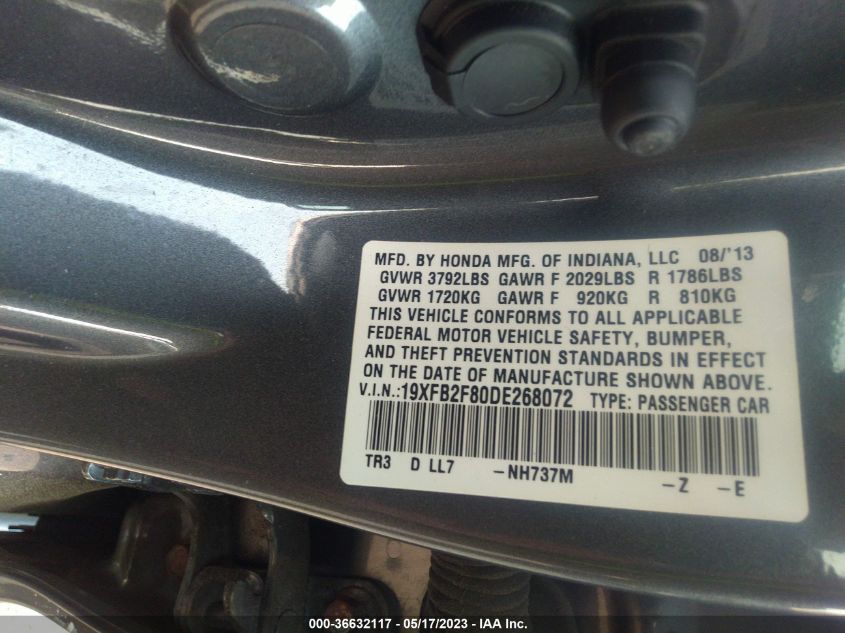 MFD. BY HONDA MFG. OF INDIANA, LLC 08/'13
GVWR 3792LBS GAWR F 2029LBS R 1786LBS
GVWR 1720KG GAWR F 920KG R 810KG
THIS VEHICLE CONFORMS TO ALL APPLICABLE
FEDERAL MOTOR VEHICLE SAFETY, BUMPER,
AND THEFT PREVENTION STANDARDS IN EFFECT
ON THE DATE OF MANUFACTURE SHOWN ABOVE.
V.I.N.:19XFB2F80DE268072 TYPE: PASSENGER CAR
TR3 D LL7 -NH737M -Z -E
000-36632117 - 05/17/2023 - IAA Inc.